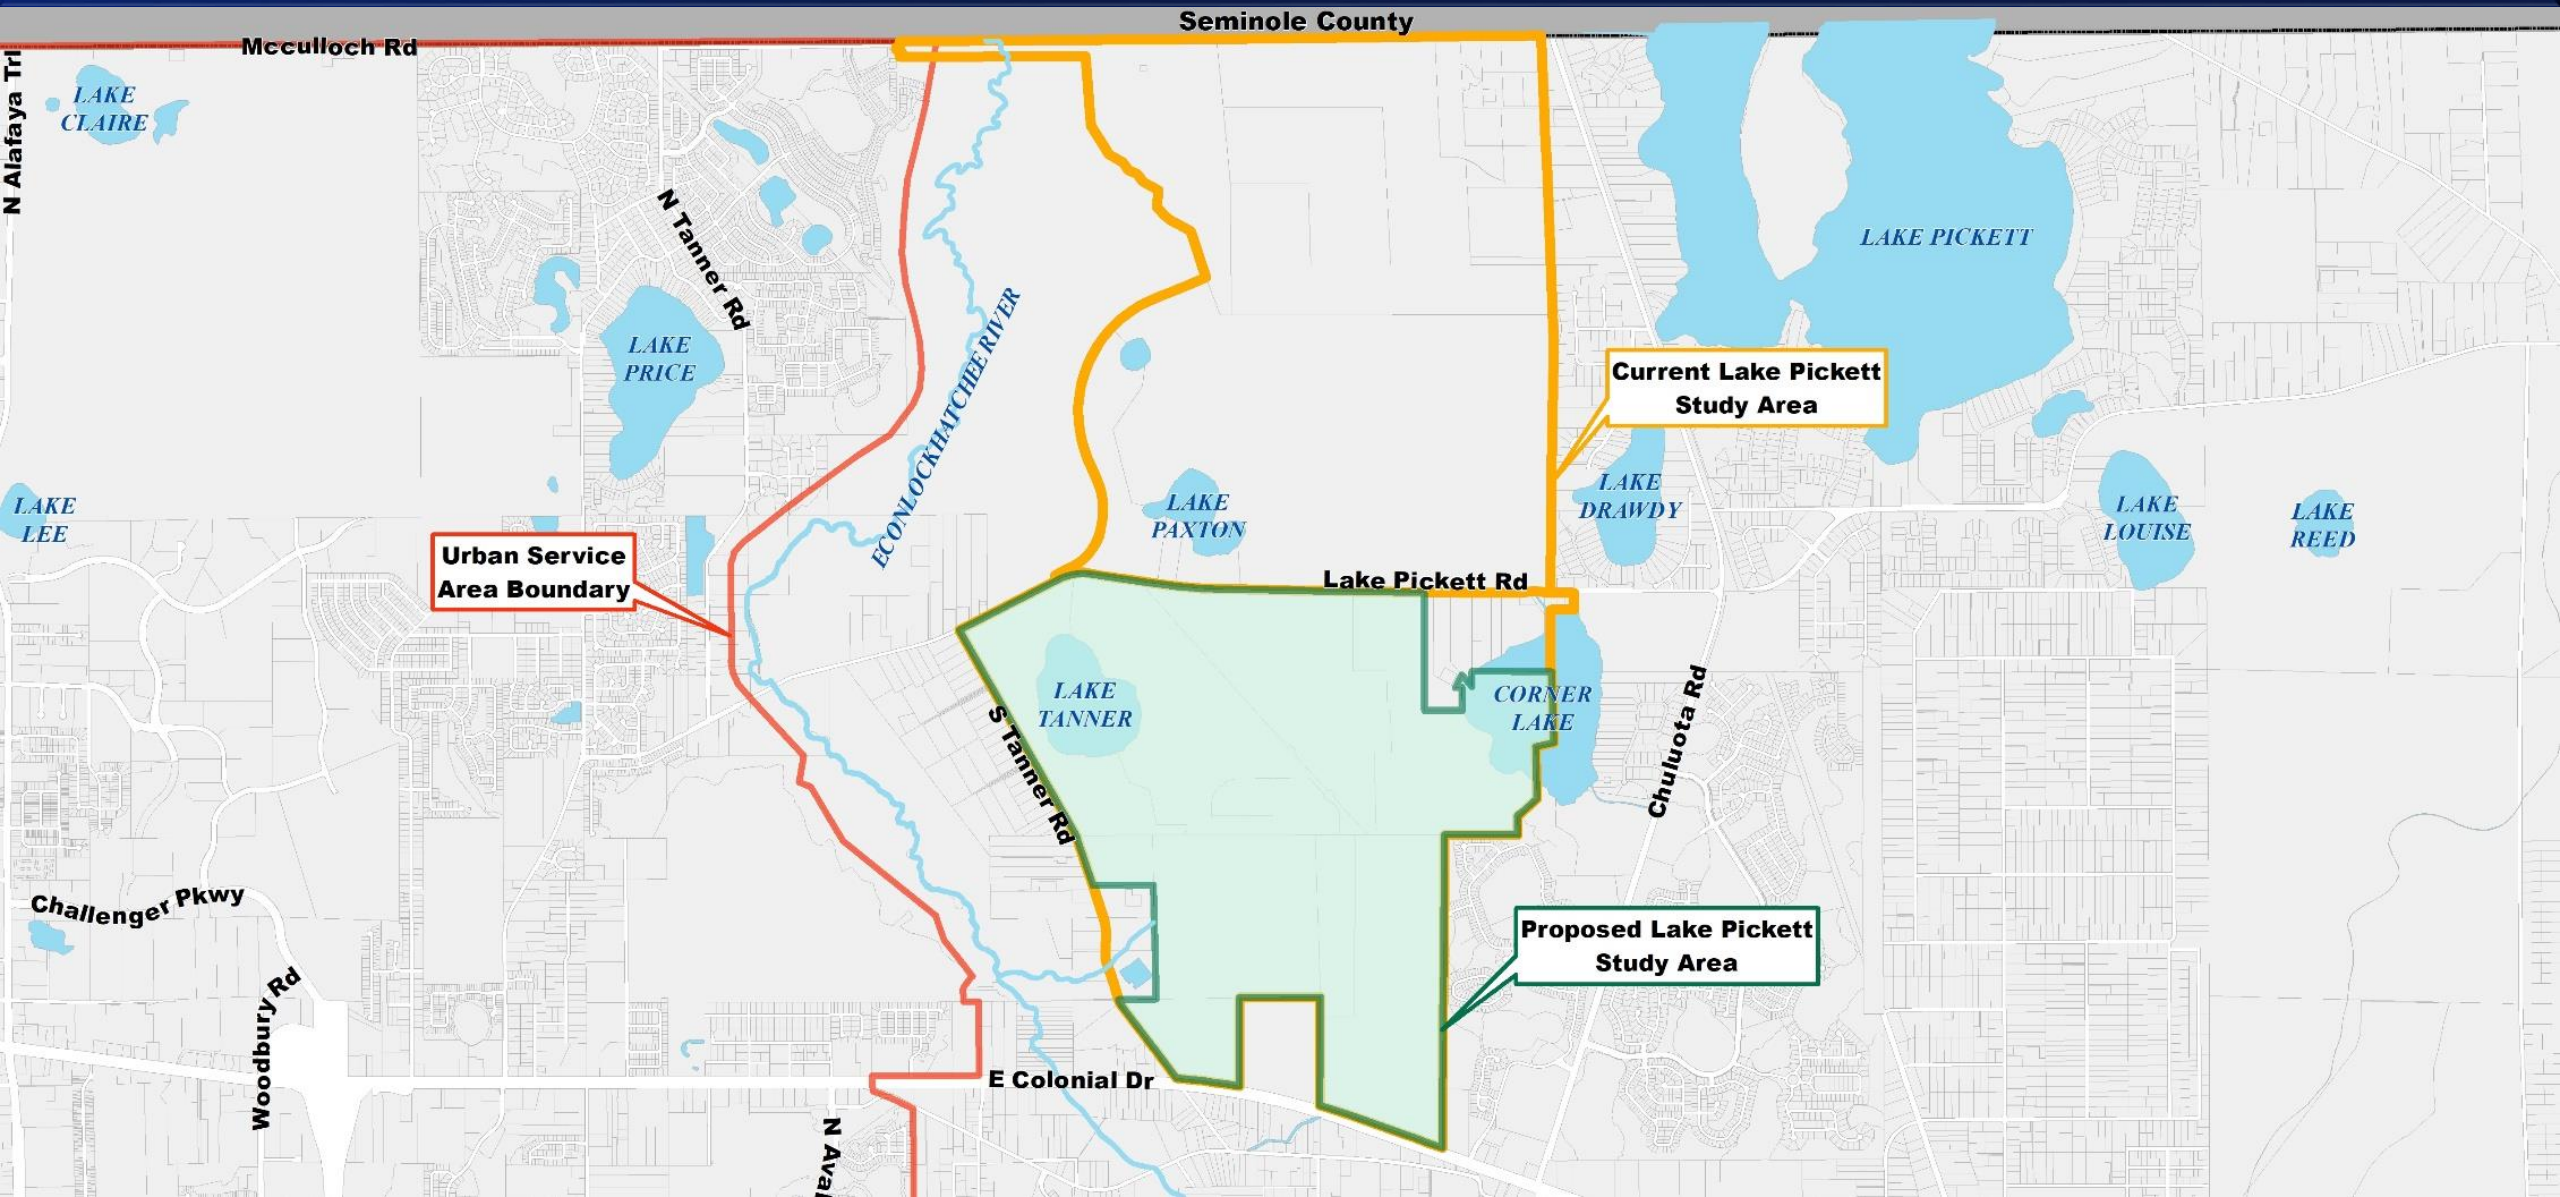 Seminole County
Mcculloch Rd
N Alafaya Trl
LAKE
CLAIRE
N Tanner Rd
LAKE PICKETT
LAKE
PRICE
ECONLOCKHATCHEE RIVER
Current Lake Pickett
Study Area
LAKE
DRAWDY
LAKE
PAXTON
LAKE
LOUISE
LAKE
REED
LAKE
LEE
Urban Service
Area Boundary
Lake Pickett Rd
LAKE
TANNER
CORNER
LAKE
S Tanner Rd
Chuluota Rd
Challenger Pkwy
Proposed Lake Pickett
Study Area
Woodbury Rd
E Colonial Dr
N